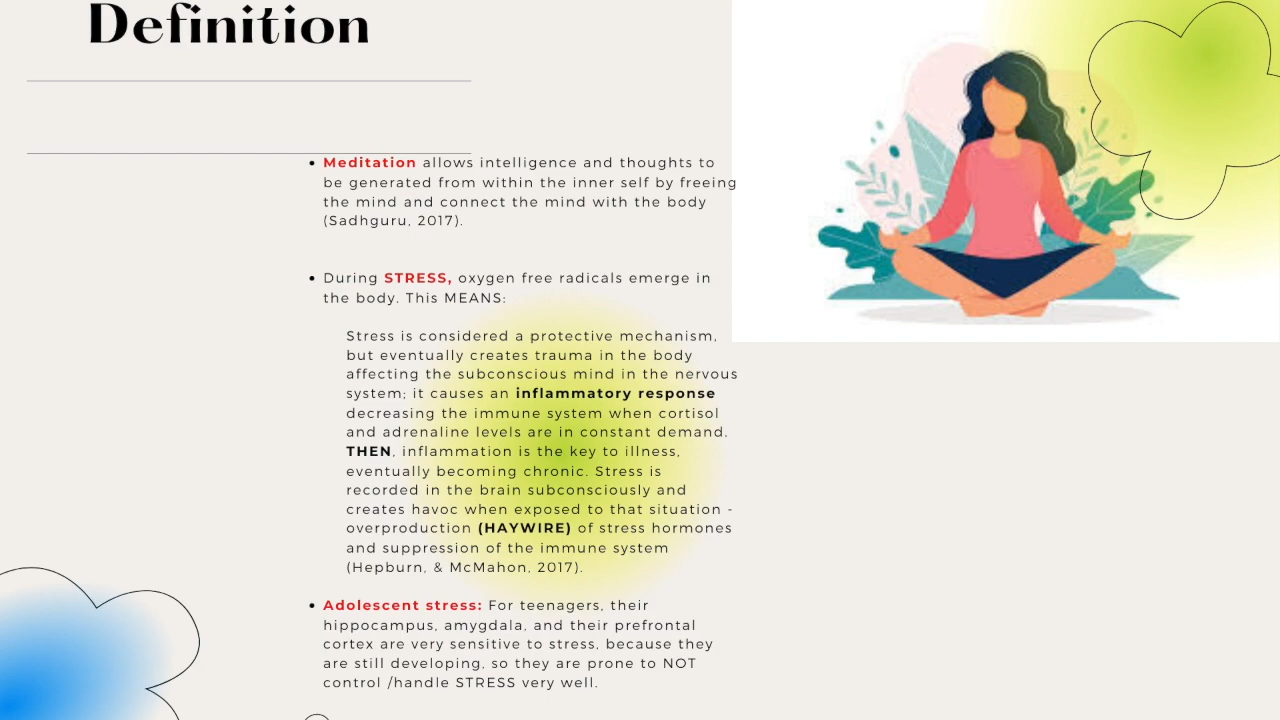 Definition
• Meditation allows intelligence and thoughts to
be generated from within the inner self by freeing
the mind and connect the mind with the body
(Sadhguru, 2017).
• During STRESS, oxygen free radicals emerge in
the body. This MEANS:
Stress is considered a protective mechanism,
but eventually creates trauma in the body
affecting the subconscious mind in the nervous
system; it causes an inflammatory response
decreasing the immune system when cortisol
and adrenaline levels are in constant demand.
THEN, inflammation is the key to illness,
eventually becoming chronic. Stress is
recorded in the brain subconsciously and
creates havoc when exposed to that situation -
overproduction (HAYWIRE) of stress hormones
and suppression of the immune system
(Hepburn, & McMahon, 2017).
• Adolescent stress: For teenagers, their
hippocampus, amygdala, and their prefrontal
cortex are very sensitive to stress, because they
are still developing, so they are prone to NOT
control /handle STRESS very well.